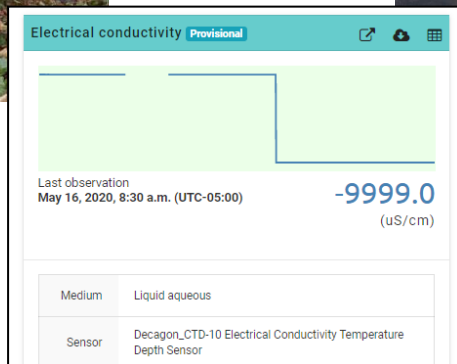 Electrical conductivity Provisional
Last observation
May 16, 2020, 8:30 a.m. (UTC-05:00)
-9999.0
(uS/cm)
Medium Liquid aqueous
Sensor Decagon_CTD-10 Electrical Conductivity Temperature
Depth Sensor